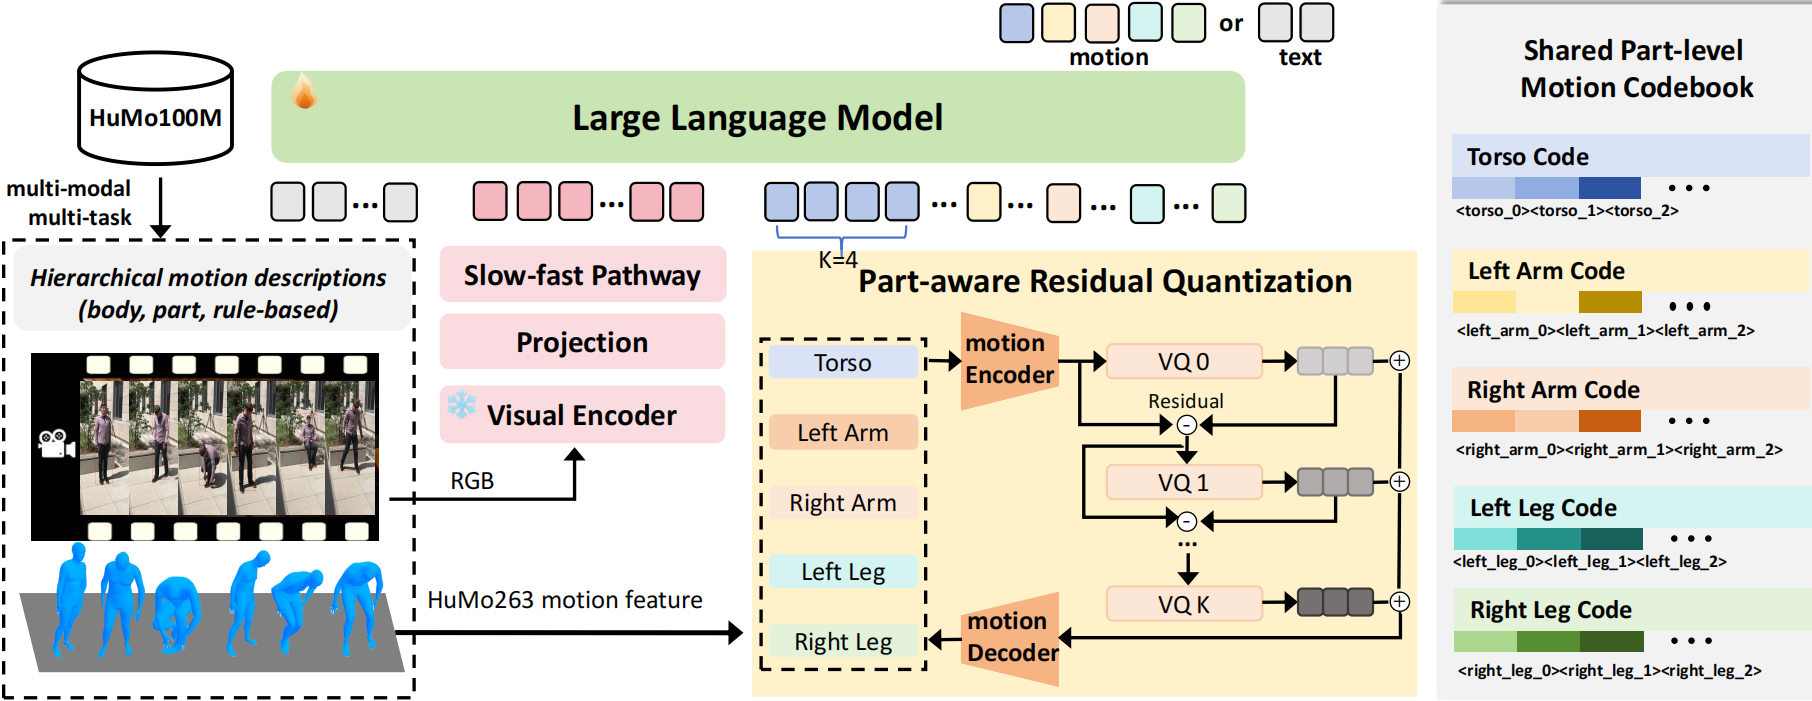 or
motion
text
HuMo100M
Large Language Model
multi-modal
multi-task
...
...
... ... ... ...
K=4
Hierarchical motion descriptions
(body, part, rule-based)
Slow-fast Pathway
Projection
Visual Encoder
RGB
HuMo263 motion feature
Part-aware Residual Quantization
Torso
Left Arm
Right Arm
Left Leg
Right Leg
motion
Encoder
VQ 0
+
Residual
-
VQ 1
+
-
...
VQ K
+
motion
Decoder
Shared Part-level
Motion Codebook
Torso Code
...
<torso_0><torso_1><torso_2>
Left Arm Code
...
<left_arm_0><left_arm_1><left_arm_2>
Right Arm Code
...
<right_arm_0><right_arm_1><right_arm_2>
Left Leg Code
...
<left_leg_0><left_leg_1><left_leg_2>
Right Leg Code
...
<right_leg_0><right_leg_1><right_leg_2>